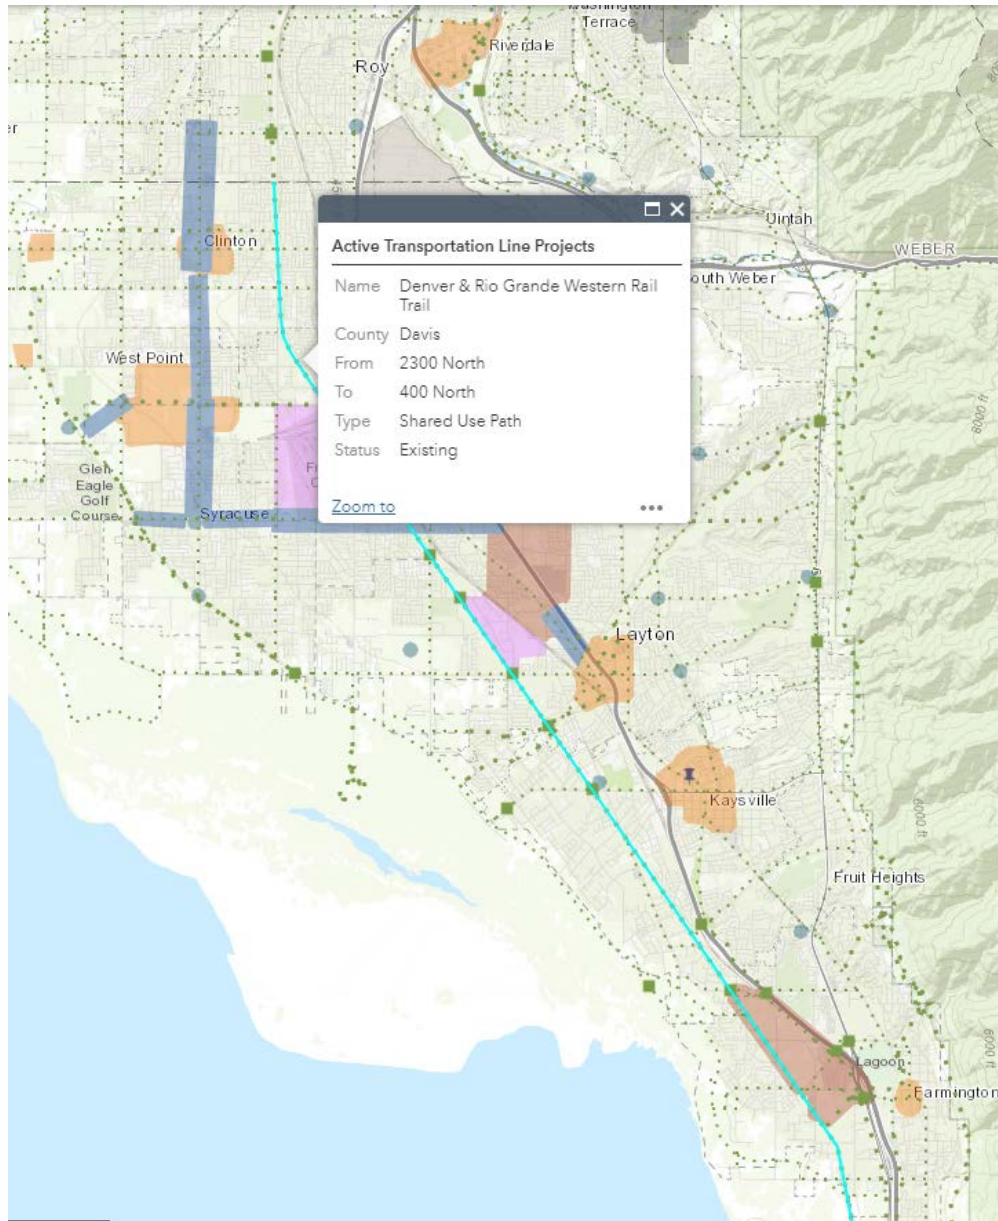 Terrace
Riverdale
Roy
er
Uintah
Clinton
WEBER
outh Weber
Active Transportation Line Projects
Name Denver & Rio Grande Western Rail
Trail
County Davis
From 2300 North
To 400 North
Type Shared Use Path
Status Existing
Zoom to
West Point
8000 ft
Glen
Eagle
Golf
Course
Syracuse
Layton
Kaysville
6000 ft
Fruit Heights
Lagoon
6000 ft
Farmington